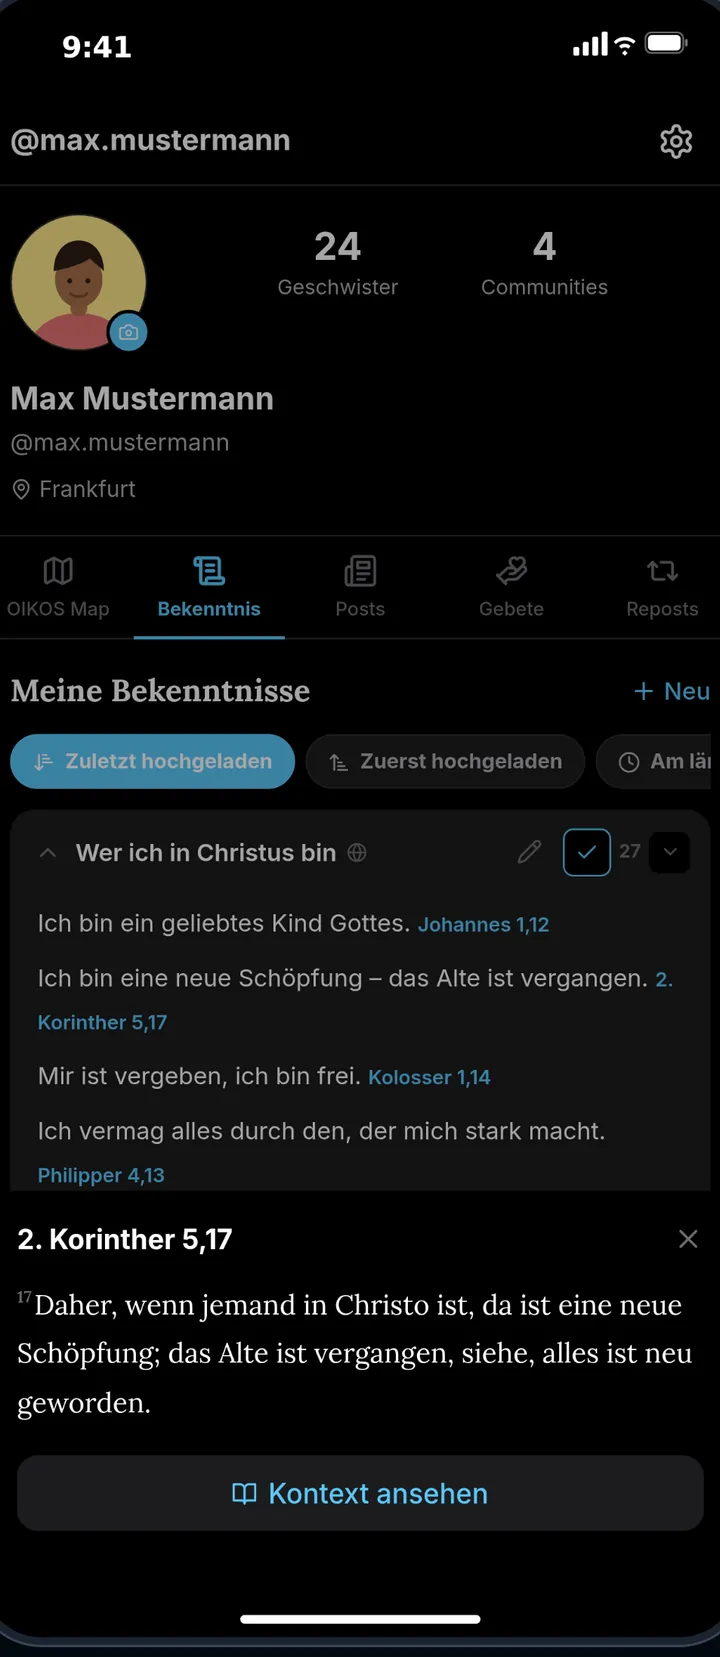 9:41
@max.mustermann
24
4
Geschwister
Communities
Max Mustermann
@max.mustermann
Frankfurt
OIKOS Map
Bekenntnis
Posts
Gebete
Reposts
Meine Bekenntnisse
+ Neu
Zuletzt hochgeladen
Zuerst hochgeladen
Am
Wer ich in Christus bin
27
Ich bin ein geliebtes Kind Gottes. Johannes 1,12
Ich bin eine neue Schöpfung – das Alte ist vergangen. 2.
Korinther 5,17
Mir ist vergeben, ich bin frei. Kolosser 1,14
Ich vermag alles durch den, der mich stark macht.
Philipper 4,13
2. Korinther 5,17
17 Daher, wenn jemand in Christo ist, da ist eine neue
Schöpfung; das Alte ist vergangen, siehe, alles ist neu
geworden.
Kontext ansehen